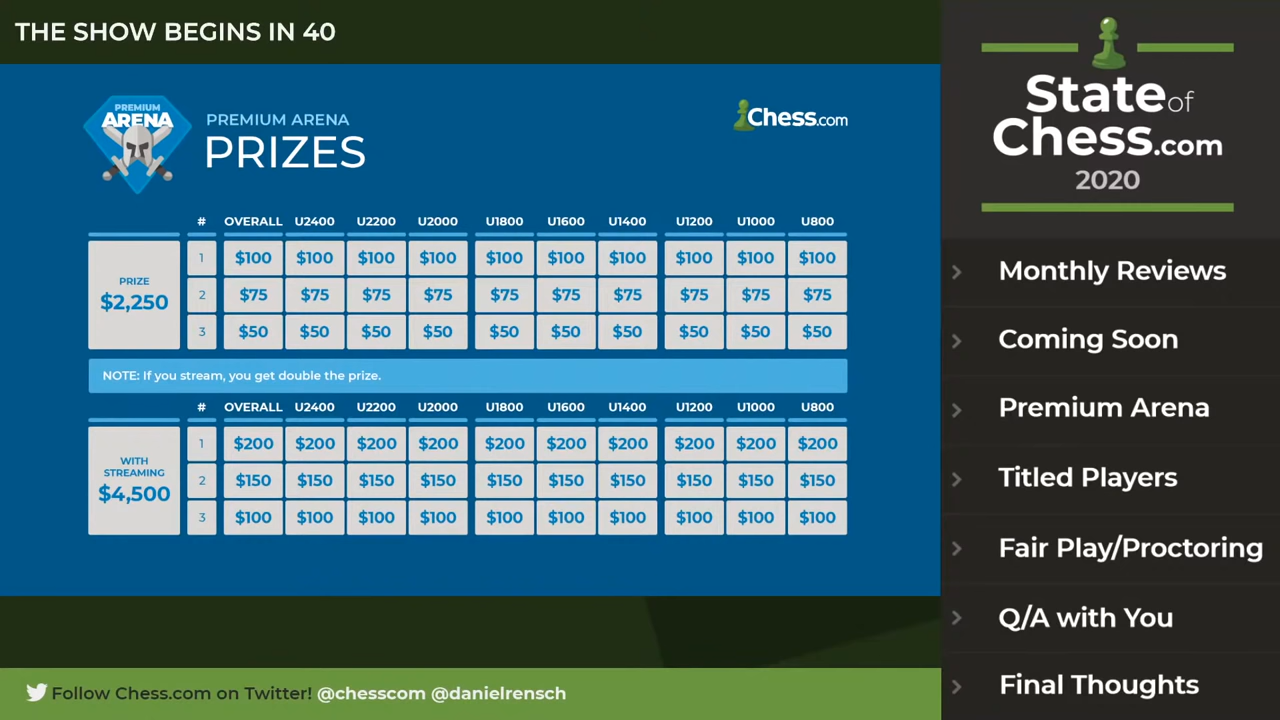 THE SHOW BEGINS IN 40
PREMIUM
ARENA
PREMIUM ARENA
PRIZES
Chess.com
# OVERALL U2400 U2200 U2000 U1800 U1600 U1400 U1200 U1000 U800
PRIZE
$2,250
1 $100 $100 $100 $100 $100 $100 $100 $100 $100 $100
2 $75 $75 $75 $75 $75 $75 $75 $75 $75 $75
3 $50 $50 $50 $50 $50 $50 $50 $50 $50 $50
NOTE: If you stream, you get double the prize.
# OVERALL U2400 U2200 U2000 U1800 U1600 U1400 U1200 U1000 U800
WITH
STREAMING
$4,500
1 $200 $200 $200 $200 $200 $200 $200 $200 $200 $200
2 $150 $150 $150 $150 $150 $150 $150 $150 $150 $150
3 $100 $100 $100 $100 $100 $100 $100 $100 $100 $100
Follow Chess.com on Twitter! @chesscom @danielrensch
State of
Chess.com
2020
Monthly Reviews
Coming Soon
Premium Arena
Titled Players
Fair Play/Proctoring
Q/A with You
Final Thoughts